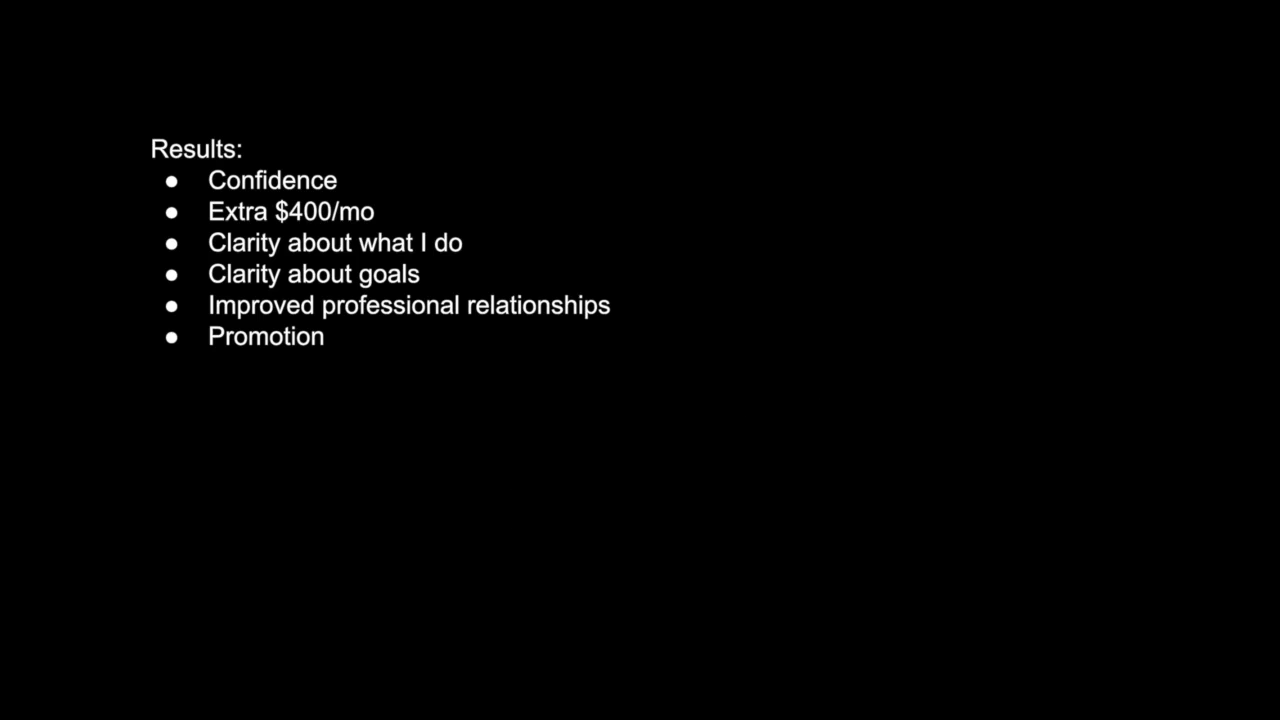 Results:
● Confidence
● Extra $400/mo
● Clarity about what I do
● Clarity about goals
● Improved professional relationships
● Promotion